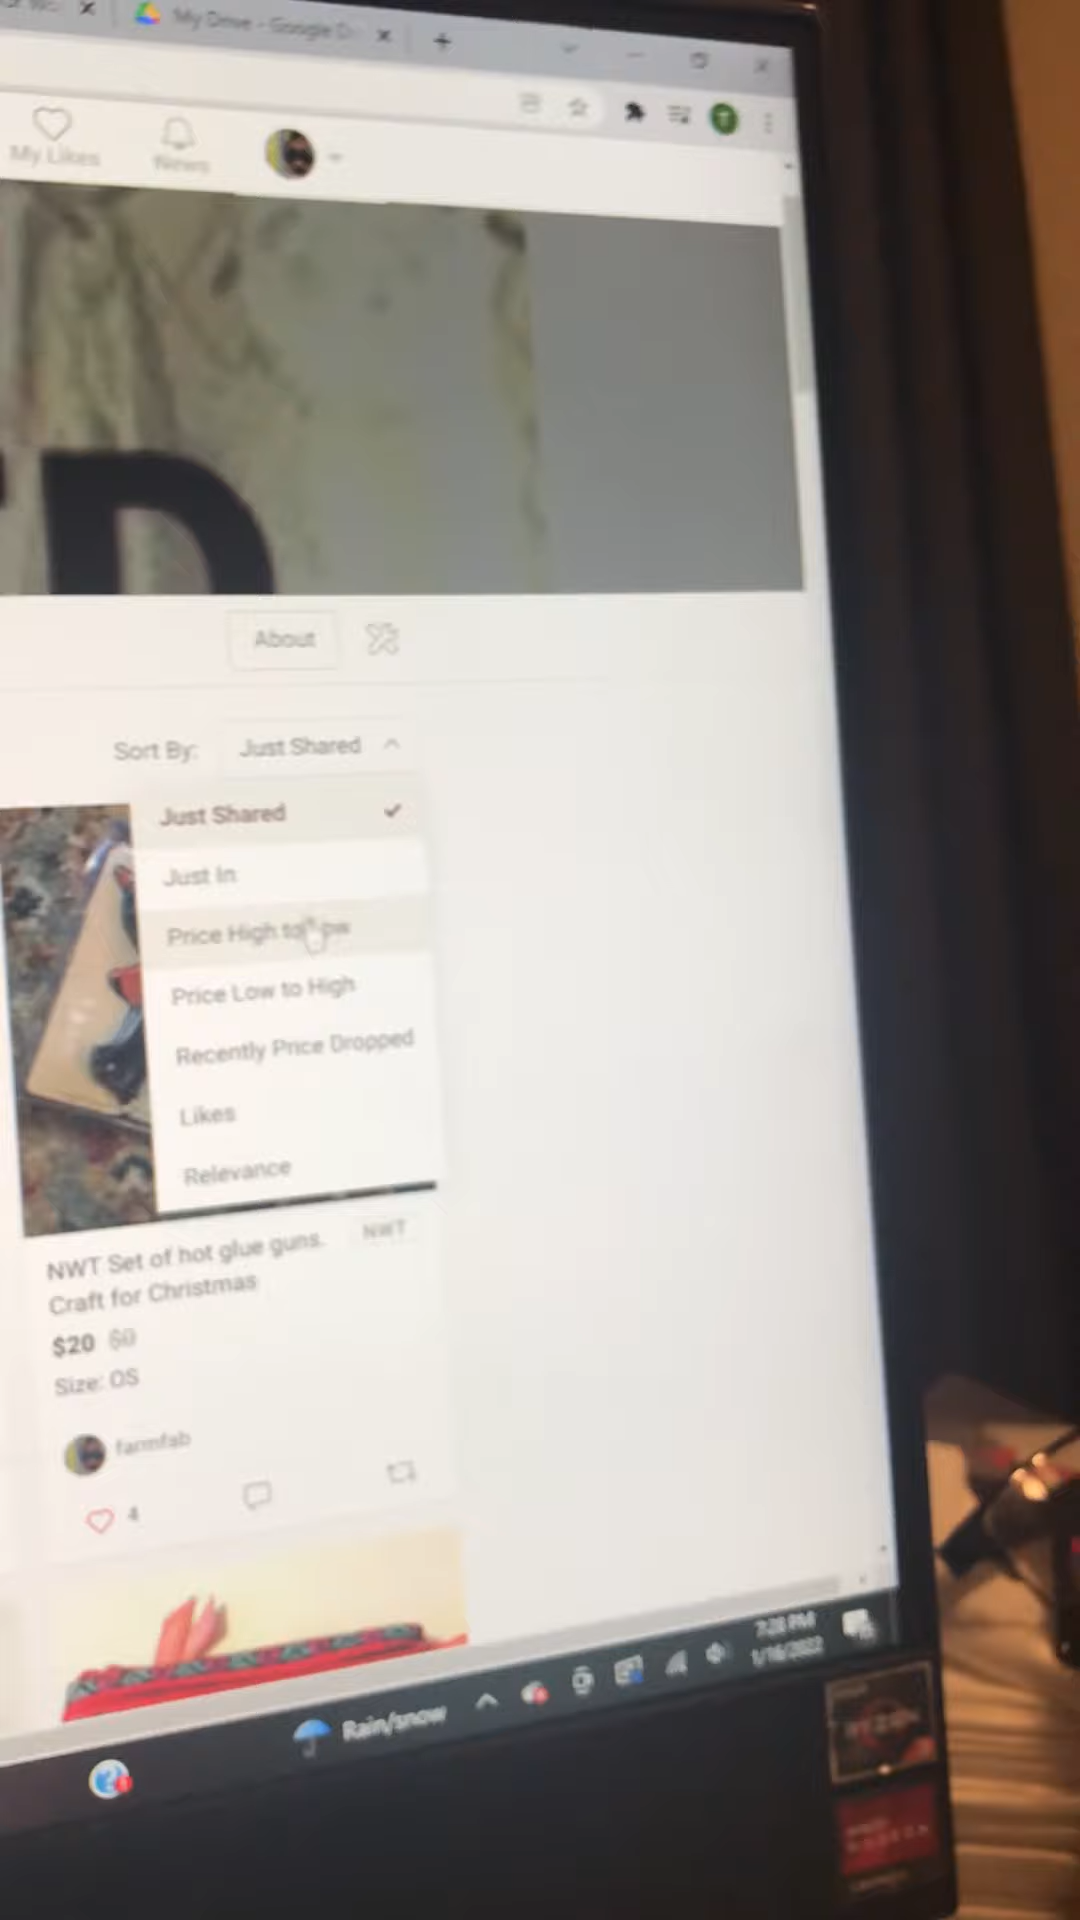 My Drive - Google D
My Likes
News
T
D
About
Sort By: Just Shared
Just Shared
Just In
Price High to Low
Price Low to High
Recently Price Dropped
Likes
Relevance
NWT Set of hot glue guns. NWT
Craft for Christmas
$20 $0
Size: OS
farmfab
4
Rain/snow
7:28 PM
1/16/2022
RYZEN
RADEON